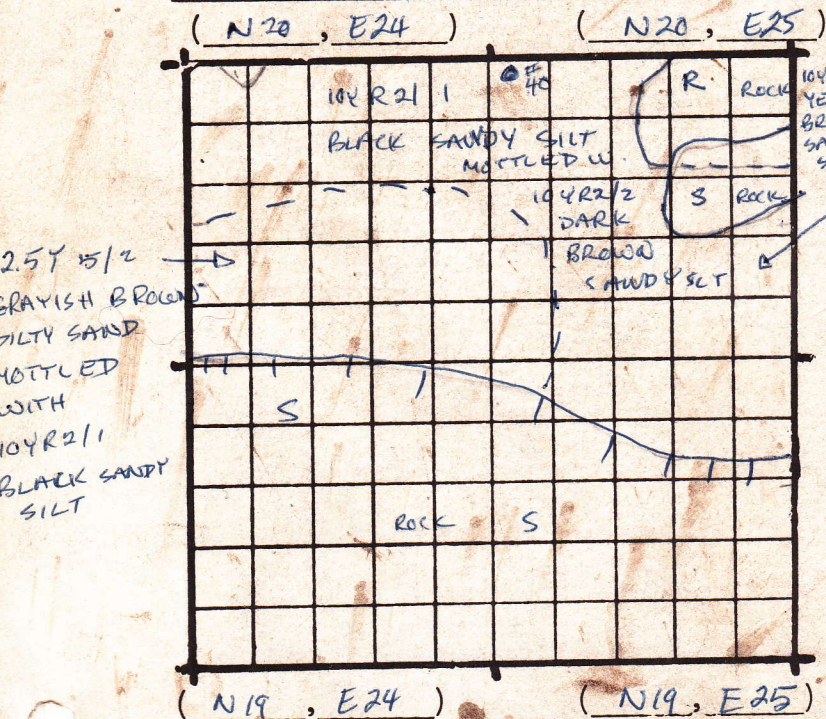 ( N20 , E24 ) ( N20 , E25 )
10YR2/1 #40 R ROCK
BLACK SANDY SILT
MOTTLED W.
10YR2/2 S ROCK
DARK
BROWN
SANDY SLT
2.5Y 5/2
GRAYISH BROWN
SILTY SAND
MOTTLED
WITH
10YR2/1
BLACK SANDY
SILT
S
ROCK S
( N19 , E24 ) ( N19 , E25 )